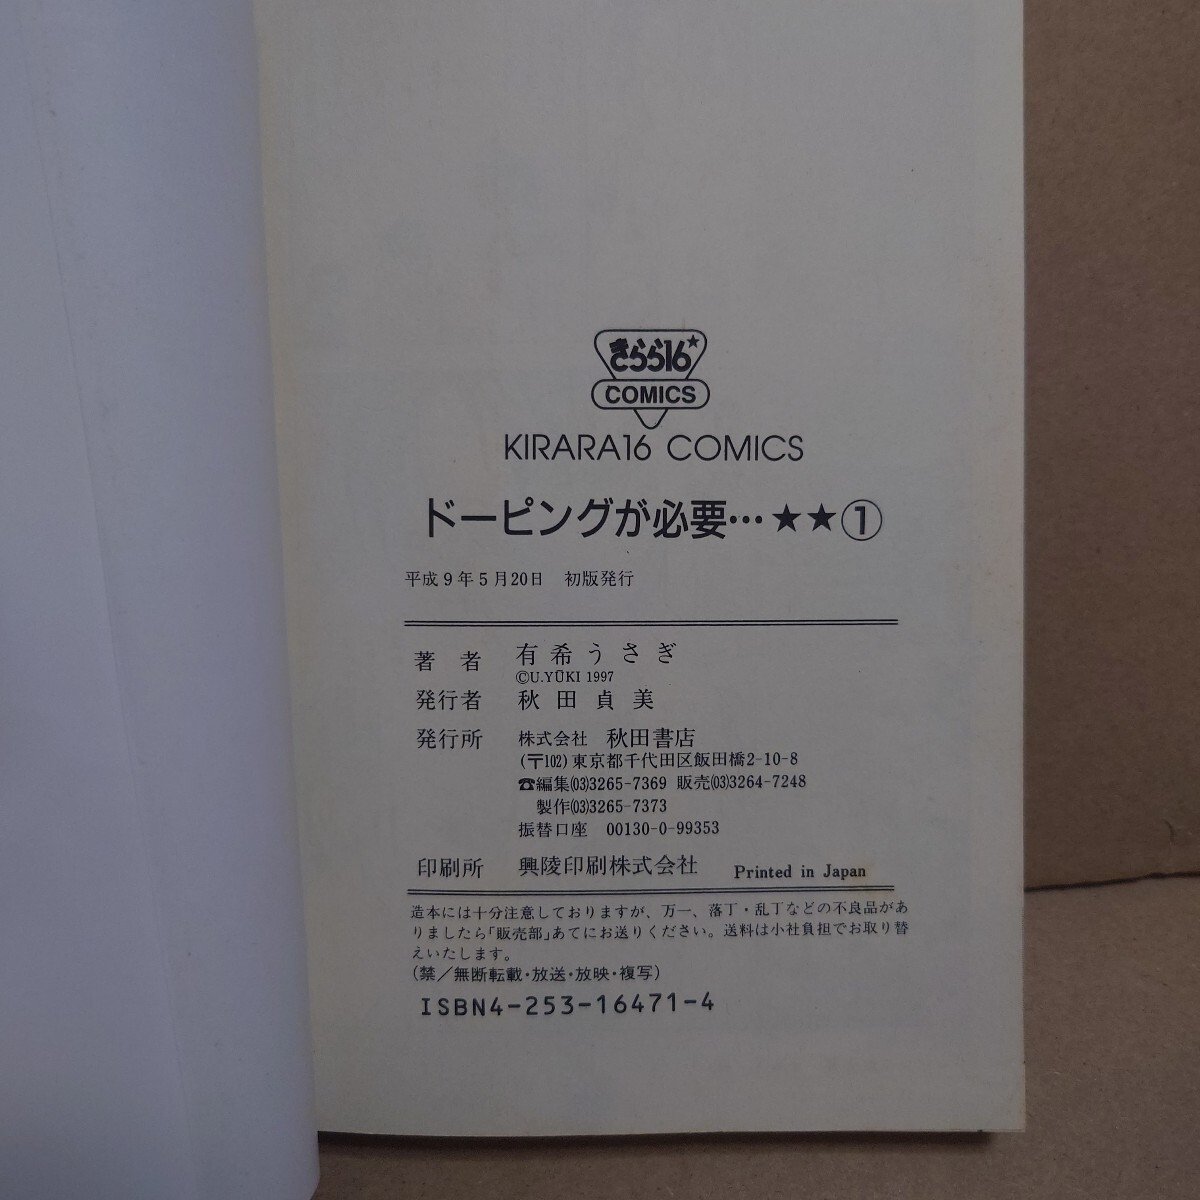 きらら16★
COMICS
KIRARA16 COMICS
ドーピングが必要…★★①
平成9年5月20日　初版発行
著　者　有希うさぎ
©U.YŪKI 1997
発行者　秋田貞美
発行所　株式会社 秋田書店
(〒102)東京都千代田区飯田橋2-10-8
☎編集(03)3265-7369 販売(03)3264-7248
製作(03)3265-7373
振替口座　00130-0-99353
印刷所　興陵印刷株式会社　Printed in Japan
造本には十分注意しておりますが、万一、落丁・乱丁などの不良品があ
りましたら「販売部」あてにお送りください。送料は小社負担でお取り替
えいたします。
(禁／無断転載・放送・放映・複写)
ISBN4-253-16471-4